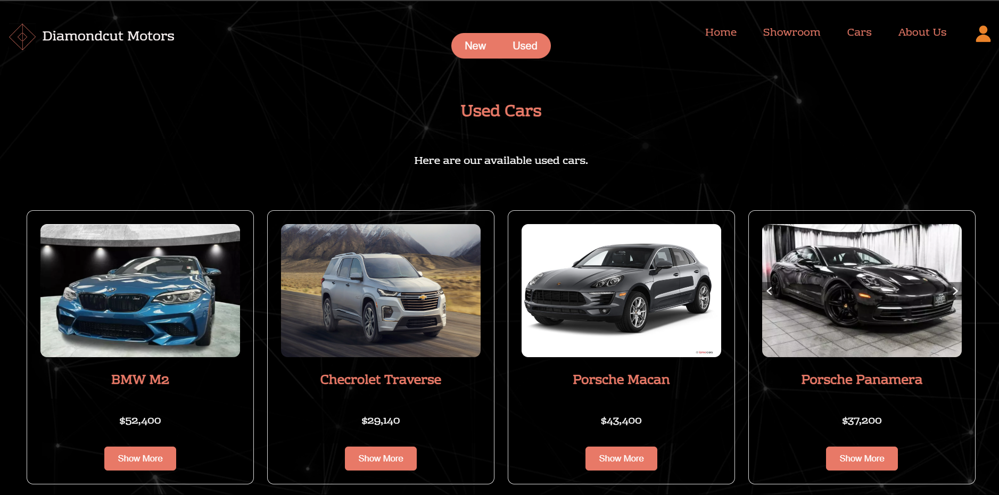 Diamondcut Motors
New Used
Home Showroom Cars About Us
Used Cars
Here are our available used cars.
BMW M2
$52,400
Show More
Checrolet Traverse
$29,140
Show More
izmocars
Porsche Macan
$43,400
Show More
Porsche Panamera
$37,200
Show More